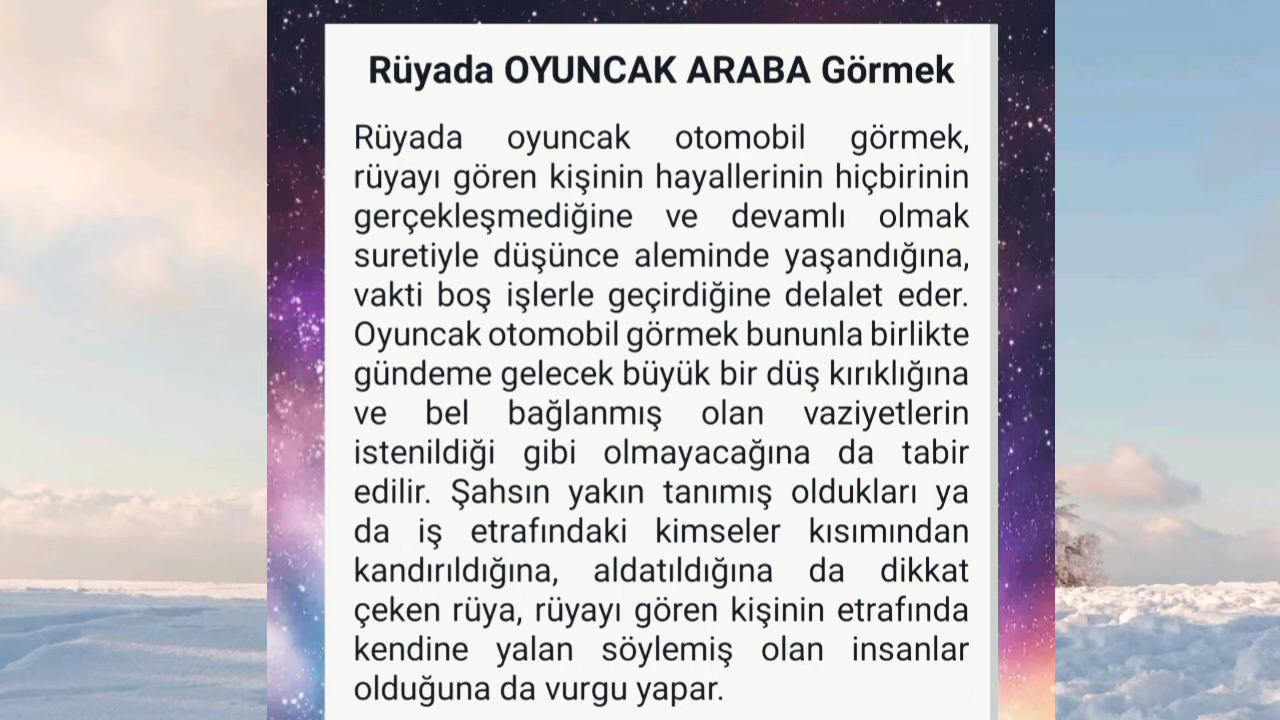 Rüyada OYUNCAK ARABA Görmek
Rüyada oyuncak otomobil görmek,
rüyayı gören kişinin hayallerinin hiçbirinin
gerçekleşmediğine ve devamlı olmak
suretiyle düşünce aleminde yaşandığına,
vakti boş işlerle geçirdiğine delalet eder.
Oyuncak otomobil görmek bununla birlikte
gündeme gelecek büyük bir düş kırıklığına
ve bel bağlanmış olan vaziyetlerin
istenildiği gibi olmayacağına da tabir
edilir. Şahsın yakın tanımış oldukları ya
da iş etrafındaki kimseler kısımından
kandırıldığına, aldatıldığına da dikkat
çeken rüya, rüyayı gören kişinin etrafında
kendine yalan söylemiş olan insanlar
olduğuna da vurgu yapar.